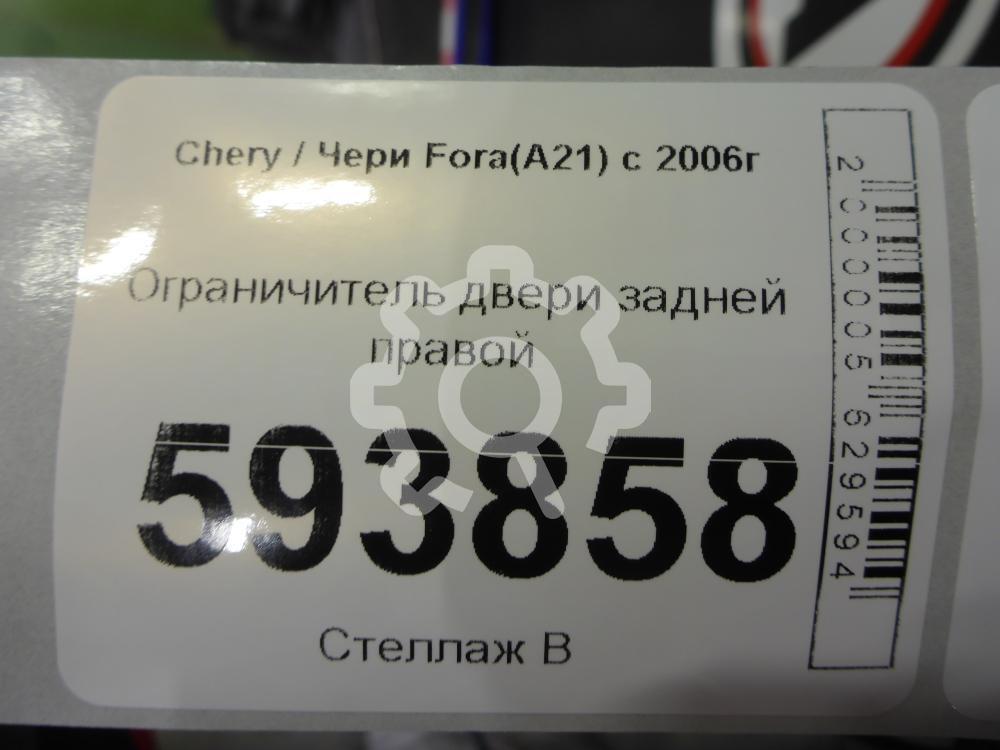 Chery / Чери Fora(A21) с 2006г
Ограничитель двери задней
правой
593858
Стеллаж В
2000005629594